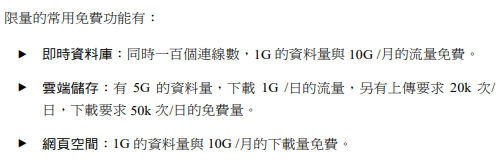 限量的常用免費功能有：
▶ 即時資料庫：同時一百個連線數，1G 的資料量與 10G /月的流量免費。
▶ 雲端儲存：有 5G 的資料量，下載 1G /日的流量，另有上傳要求 20k 次/
日，下載要求 50k 次/日的免費量。
▶ 網頁空間：1G 的資料量與 10G /月的下載量免費。